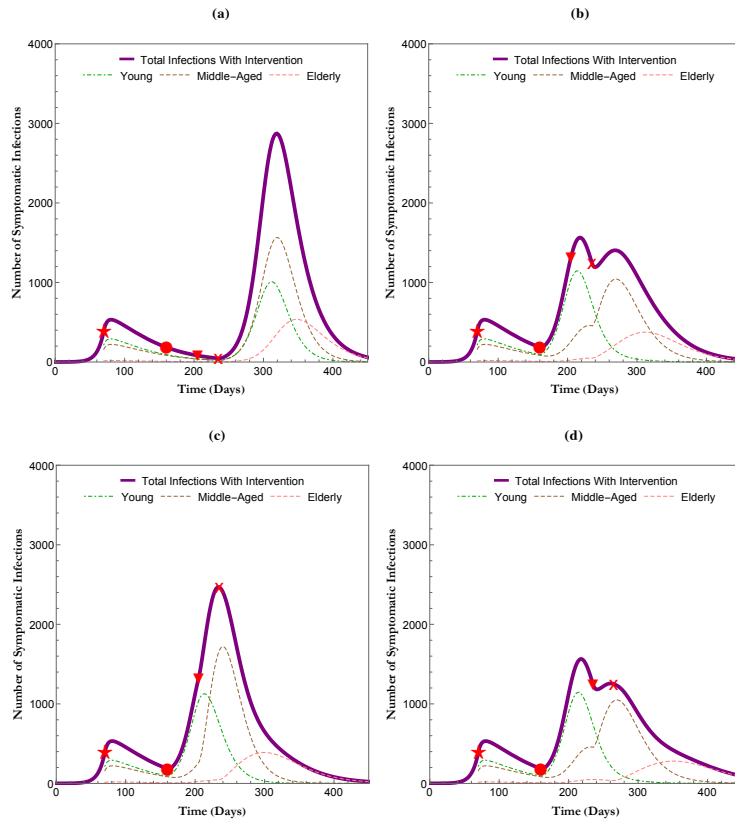 (a)
4000
3000
2000
1000
0
0
100
200
300
400
Total Infections With Intervention
Young Middle-Aged Elderly
Number of Symptomatic Infections
Time (Days)
(b)
4000
3000
2000
1000
0
0
100
200
300
400
Total Infections With Intervention
Young Middle-Aged Elderly
Number of Symptomatic Infections
Time (Days)
(c)
4000
3000
2000
1000
0
0
100
200
300
400
Total Infections With Intervention
Young Middle-Aged Elderly
Number of Symptomatic Infections
Time (Days)
(d)
4000
3000
2000
1000
0
0
100
200
300
400
Total Infections With Intervention
Young Middle-Aged Elderly
Number of Symptomatic Infections
Time (Days)